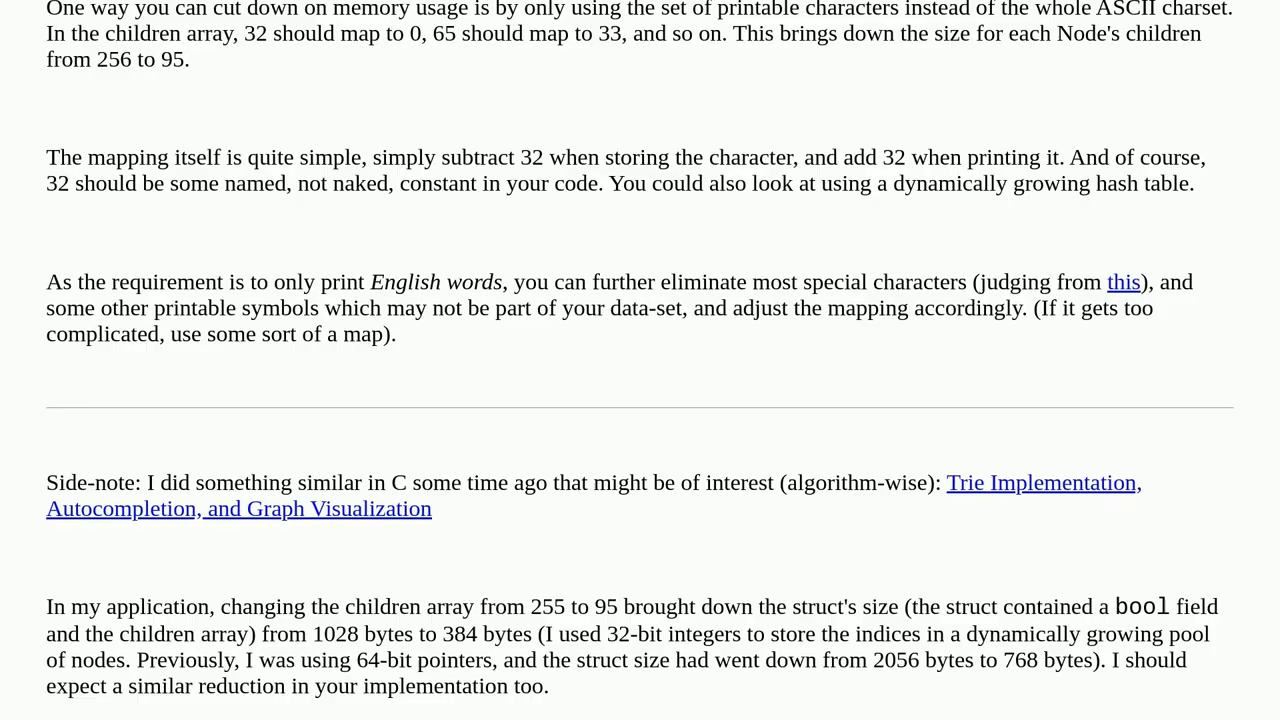 One way you can cut down on memory usage is by only using the set of printable characters instead of the whole ASCII charset.
In the children array, 32 should map to 0, 65 should map to 33, and so on. This brings down the size for each Node's children
from 256 to 95.
The mapping itself is quite simple, simply subtract 32 when storing the character, and add 32 when printing it. And of course,
32 should be some named, not naked, constant in your code. You could also look at using a dynamically growing hash table.
As the requirement is to only print English words, you can further eliminate most special characters (judging from this), and
some other printable symbols which may not be part of your data-set, and adjust the mapping accordingly. (If it gets too
complicated, use some sort of a map).
Side-note: I did something similar in C some time ago that might be of interest (algorithm-wise): Trie Implementation,
Autocompletion, and Graph Visualization
In my application, changing the children array from 255 to 95 brought down the struct's size (the struct contained a bool field
and the children array) from 1028 bytes to 384 bytes (I used 32-bit integers to store the indices in a dynamically growing pool
of nodes. Previously, I was using 64-bit pointers, and the struct size had went down from 2056 bytes to 768 bytes). I should
expect a similar reduction in your implementation too.